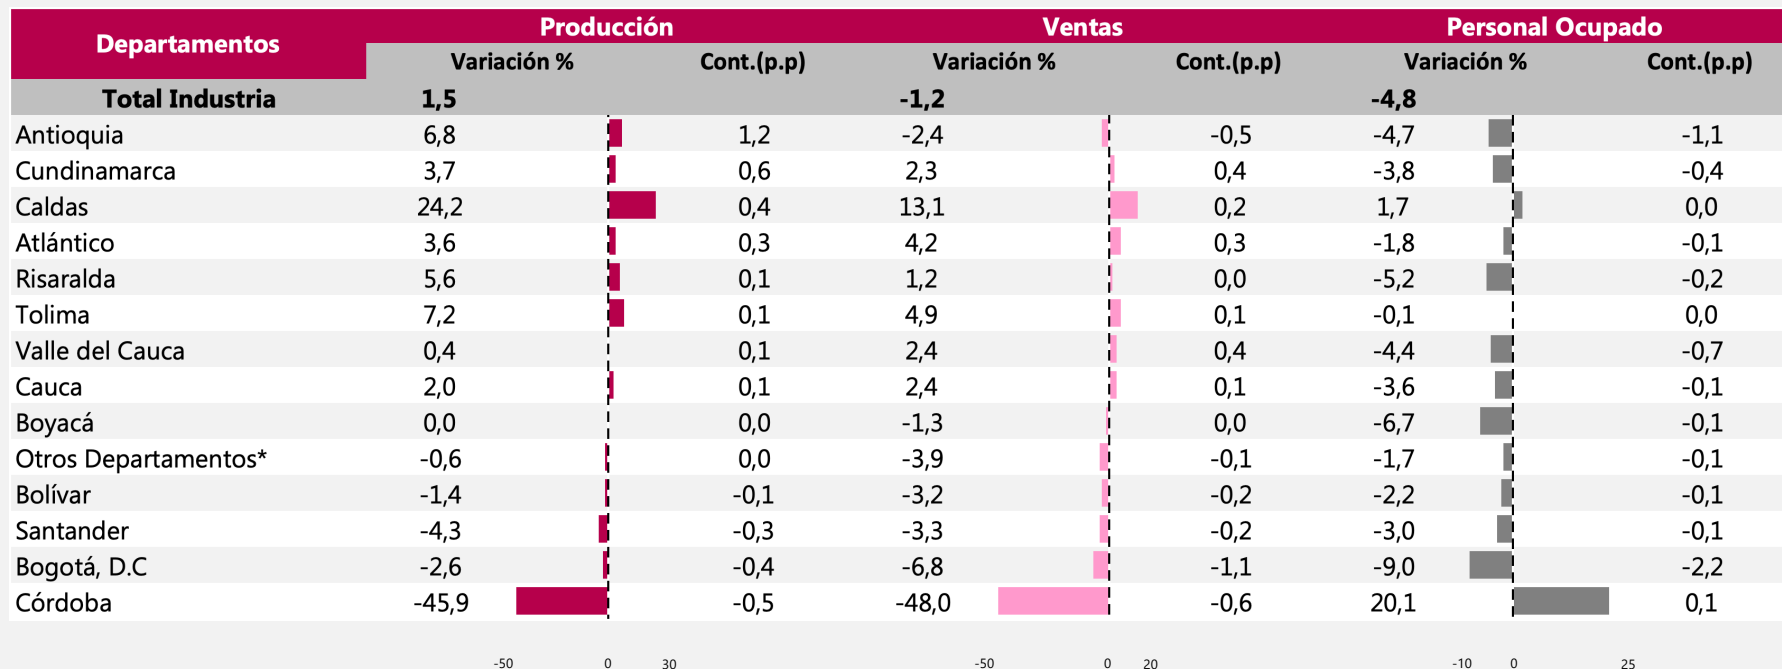 Departamentos Producción Ventas Personal Ocupado
Variación % Cont.(p.p) Variación % Cont.(p.p) Variación % Cont.(p.p)
Total Industria 1,5 -1,2 -4,8
Antioquia 6,8 1,2 -2,4 -0,5 -4,7 -1,1
Cundinamarca 3,7 0,6 2,3 0,4 -3,8 -0,4
Caldas 24,2 0,4 13,1 0,2 1,7 0,0
Atlántico 3,6 0,3 4,2 0,3 -1,8 -0,1
Risaralda 5,6 0,1 1,2 0,0 -5,2 -0,2
Tolima 7,2 0,1 4,9 0,1 -0,1 0,0
Valle del Cauca 0,4 0,1 2,4 0,4 -4,4 -0,7
Cauca 2,0 0,1 2,4 0,1 -3,6 -0,1
Boyacá 0,0 0,0 -1,3 0,0 -6,7 -0,1
Otros Departamentos* -0,6 0,0 -3,9 -0,1 -1,7 -0,1
Bolívar -1,4 -0,1 -3,2 -0,2 -2,2 -0,1
Santander -4,3 -0,3 -3,3 -0,2 -3,0 -0,1
Bogotá, D.C -2,6 -0,4 -6,8 -1,1 -9,0 -2,2
Córdoba -45,9 -0,5 -48,0 -0,6 20,1 0,1
-50 0 30 -50 0 20 -10 0 25